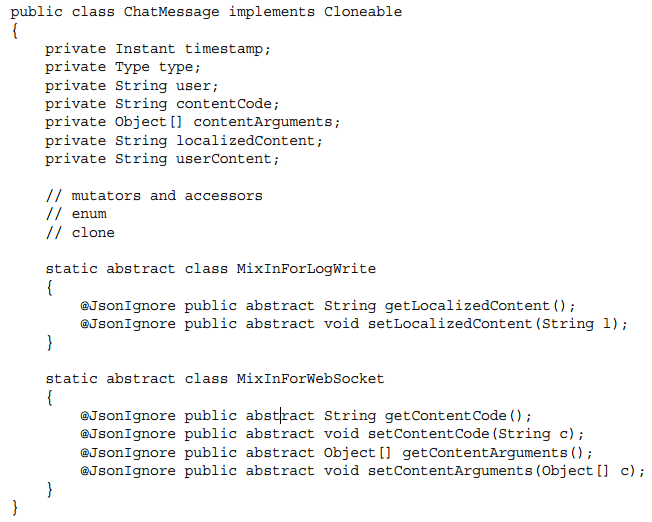 public class ChatMessage implements Cloneable
{
    private Instant timestamp;
    private Type type;
    private String user;
    private String contentCode;
    private Object[] contentArguments;
    private String localizedContent;
    private String userContent;

    // mutators and accessors
    // enum
    // clone

    static abstract class MixInForLogWrite
    {
        @JsonIgnore public abstract String getLocalizedContent();
        @JsonIgnore public abstract void setLocalizedContent(String l);
    }

    static abstract class MixInForWebSocket
    {
        @JsonIgnore public abstract String getContentCode();
        @JsonIgnore public abstract void setContentCode(String c);
        @JsonIgnore public abstract Object[] getContentArguments();
        @JsonIgnore public abstract void setContentArguments(Object[] c);
    }
}